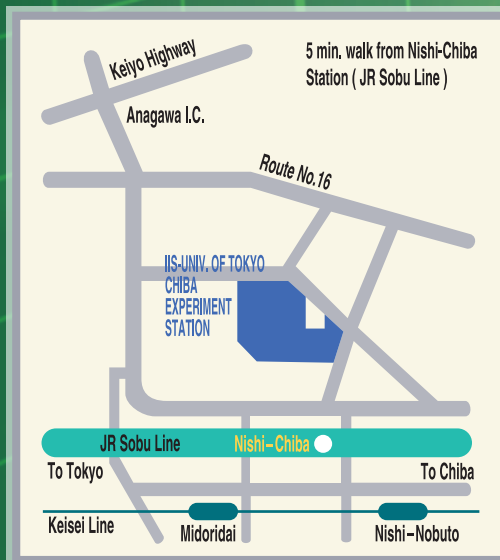 Keiyo Highway
5 min. walk from Nishi-Chiba
Station ( JR Sobu Line )
Anagawa I.C.
Route No.16
IIS-UNIV. OF TOKYO
CHIBA
EXPERIMENT
STATION
JR Sobu Line
Nishi-Chiba
To Tokyo
To Chiba
Keisei Line
Midoridai
Nishi-Nobuto